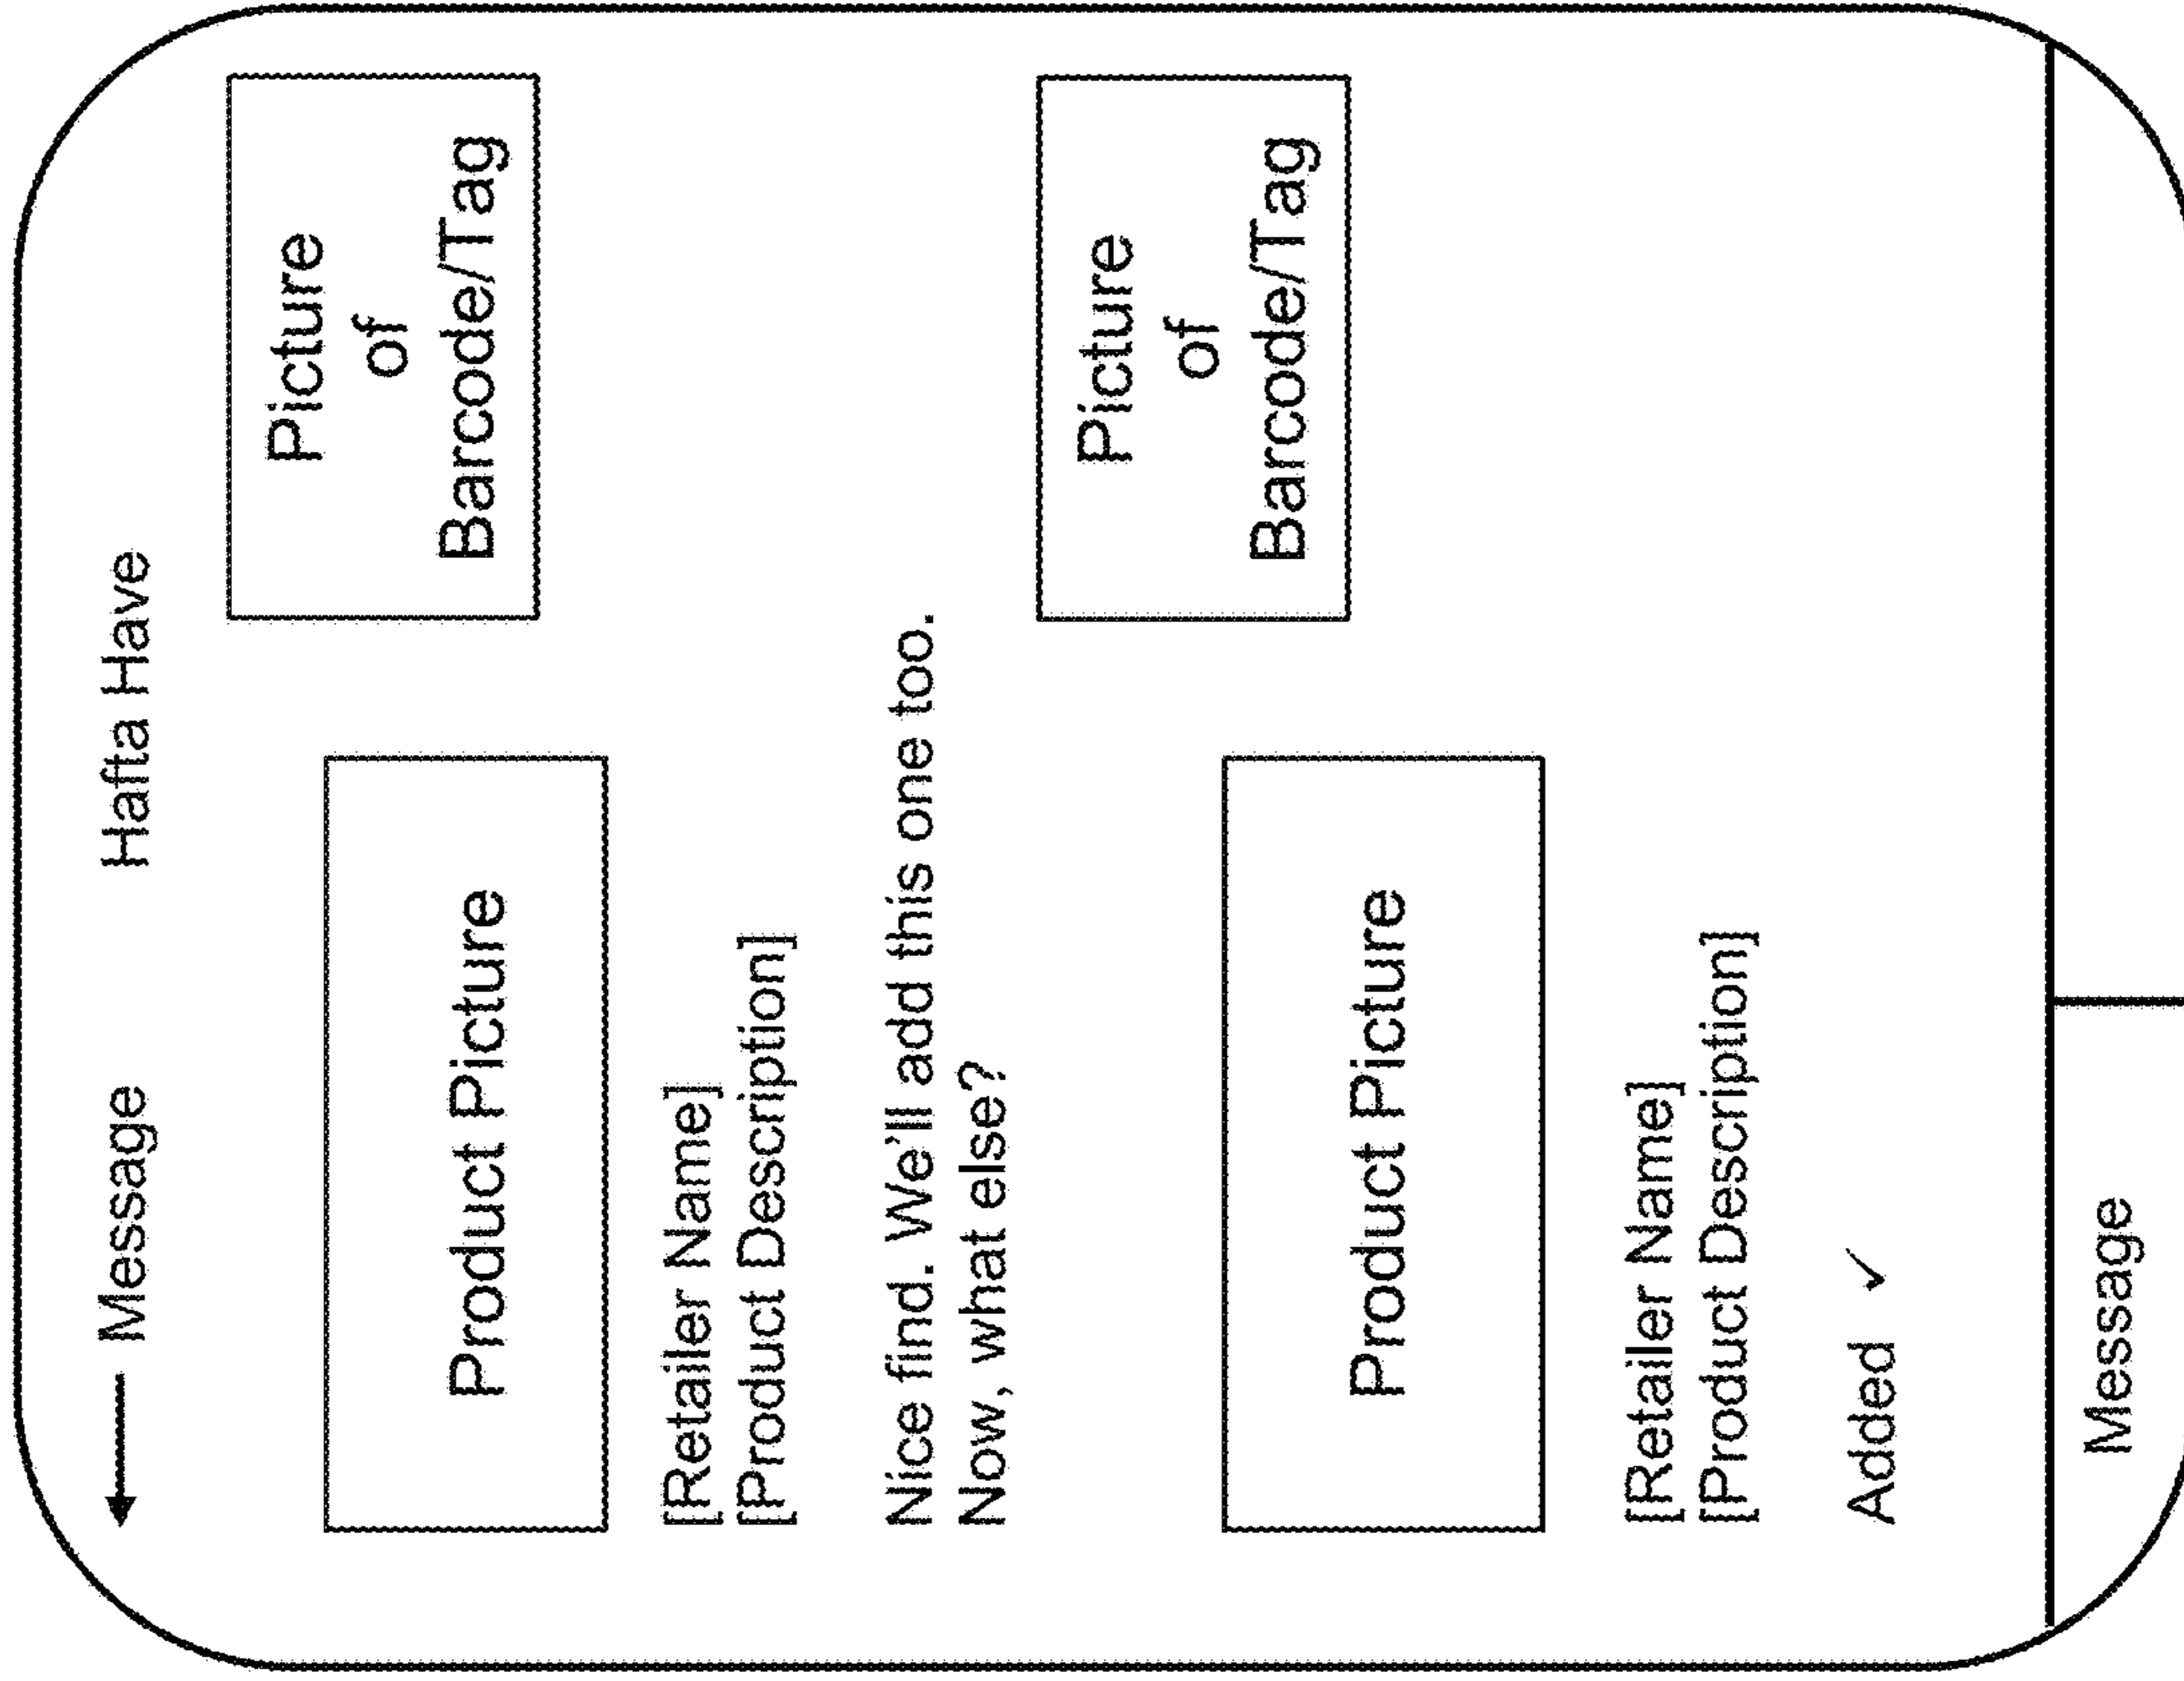 Message Hafta Have
Picture
of
Barcode/Tag
Product Picture
[Retailer Name]
[Product Description]
Nice find. We'll add this one too.
Now, what else?
Picture
of
Barcode/Tag
Product Picture
[Retailer Name]
[Product Description]
Added ✓
Message